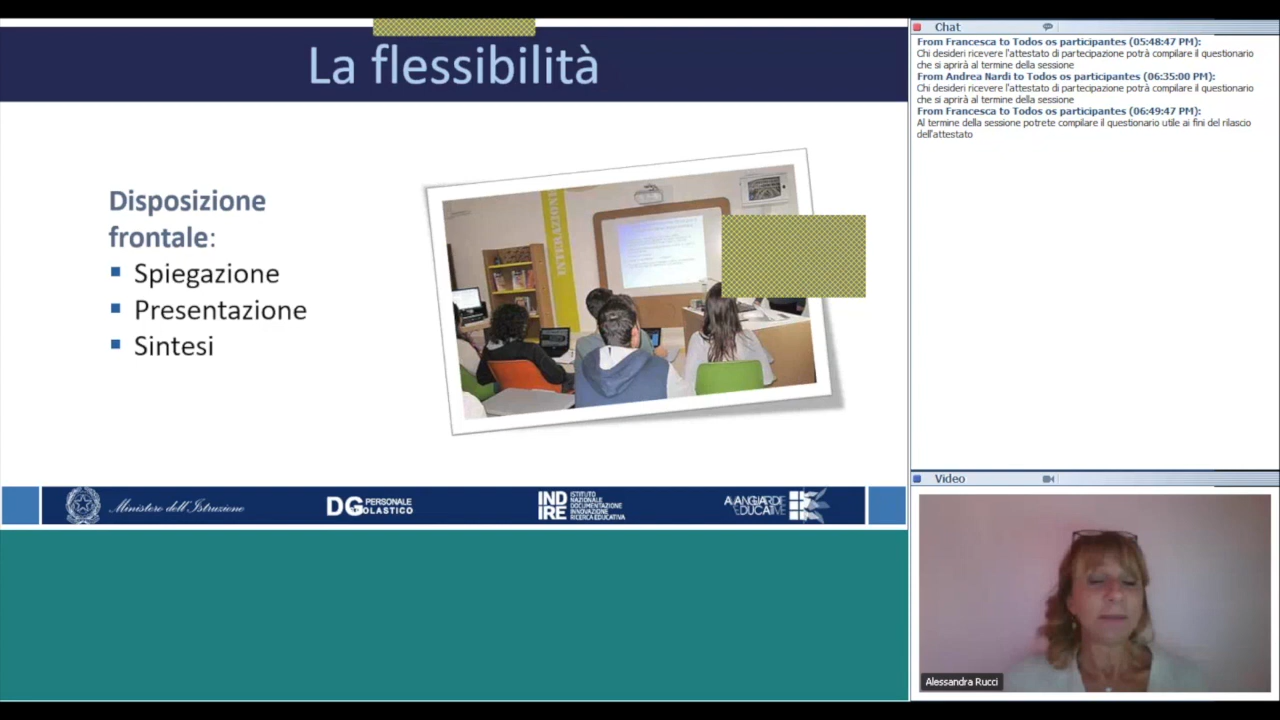 La flessibilità
Disposizione
frontale:
Spiegazione
Presentazione
Sintesi
INTERAZIONE
Ministero dell'Istruzione
DG PERSONALE
SCOLASTICO
INDIRE
ISTITUTO
NAZIONALE
DOCUMENTAZIONE
INNOVAZIONE
RICERCA EDUCATIVA
AVANGUARDIE
EDUCATIVE
Chat
From Francesca to Todos os participantes (05:48:47 PM):
Chi desideri ricevere l'attestato di partecipazione potrà compilare il questionario
che si aprirà al termine della sessione
From Andrea Nardi to Todos os participantes (06:35:00 PM):
Chi desideri ricevere l'attestato di partecipazione potrà compilare il questionario
che si aprirà al termine della sessione
From Francesca to Todos os participantes (06:49:47 PM):
Al termine della sessione potrete compilare il questionario utile ai fini del rilascio
dell'attestato
Video
Alessandra Rucci